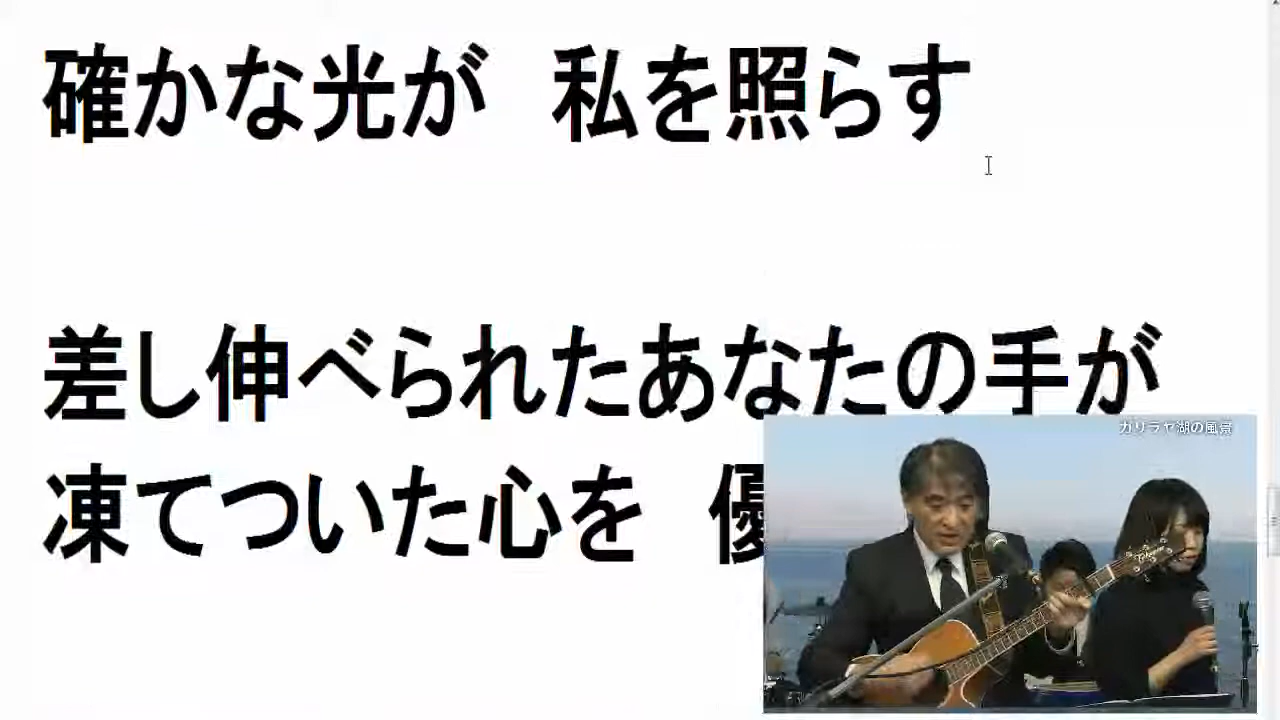 確かな光が　私を照らす
差し伸べられたあなたの手が
凍てついた心を　優
ガリラヤ湖の風景